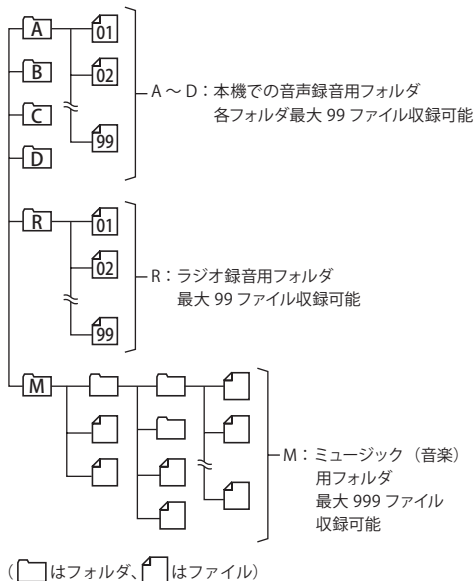 A
01
B
02
C
99
D
A～D：本機での音声録音用フォルダ
各フォルダ最大 99 ファイル収録可能
R
01
02
99
R：ラジオ録音用フォルダ
最大 99 ファイル収録可能
M
M：ミュージック（音楽）
用フォルダ
最大 999 ファイル
収録可能
（はフォルダ、はファイル）